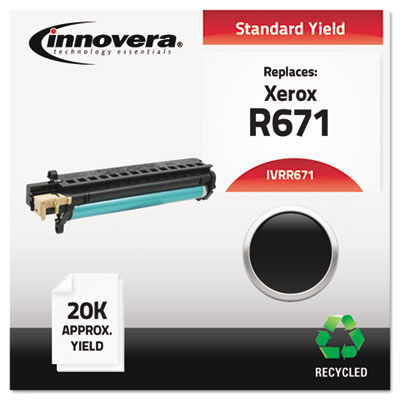 innovera
technology essentials
Standard Yield
Replaces:
Xerox
R671
IVRR671
20K
APPROX.
YIELD
RECYCLED